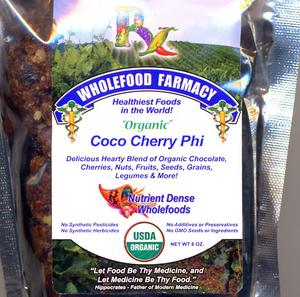 Rx
WHOLEFOOD FARMACY
Healthiest Foods
in the World!
"Organic"
Coco Cherry Phi
Delicious Hearty Blend of Organic Chocolate,
Cherries, Nuts, Fruits, Seeds, Grains,
Legumes & More!
Nutrient Dense
Wholefoods
No Synthetic Pesticides
No Synthetic Herbicides
No Additives or Preservatives
No GMO Seeds or Ingredients
USDA
ORGANIC
NET WT 8 OZ.
"Let Food Be Thy Medicine, and
Let Medicine Be Thy Food."
Hippocrates - Father of Modern Medicine